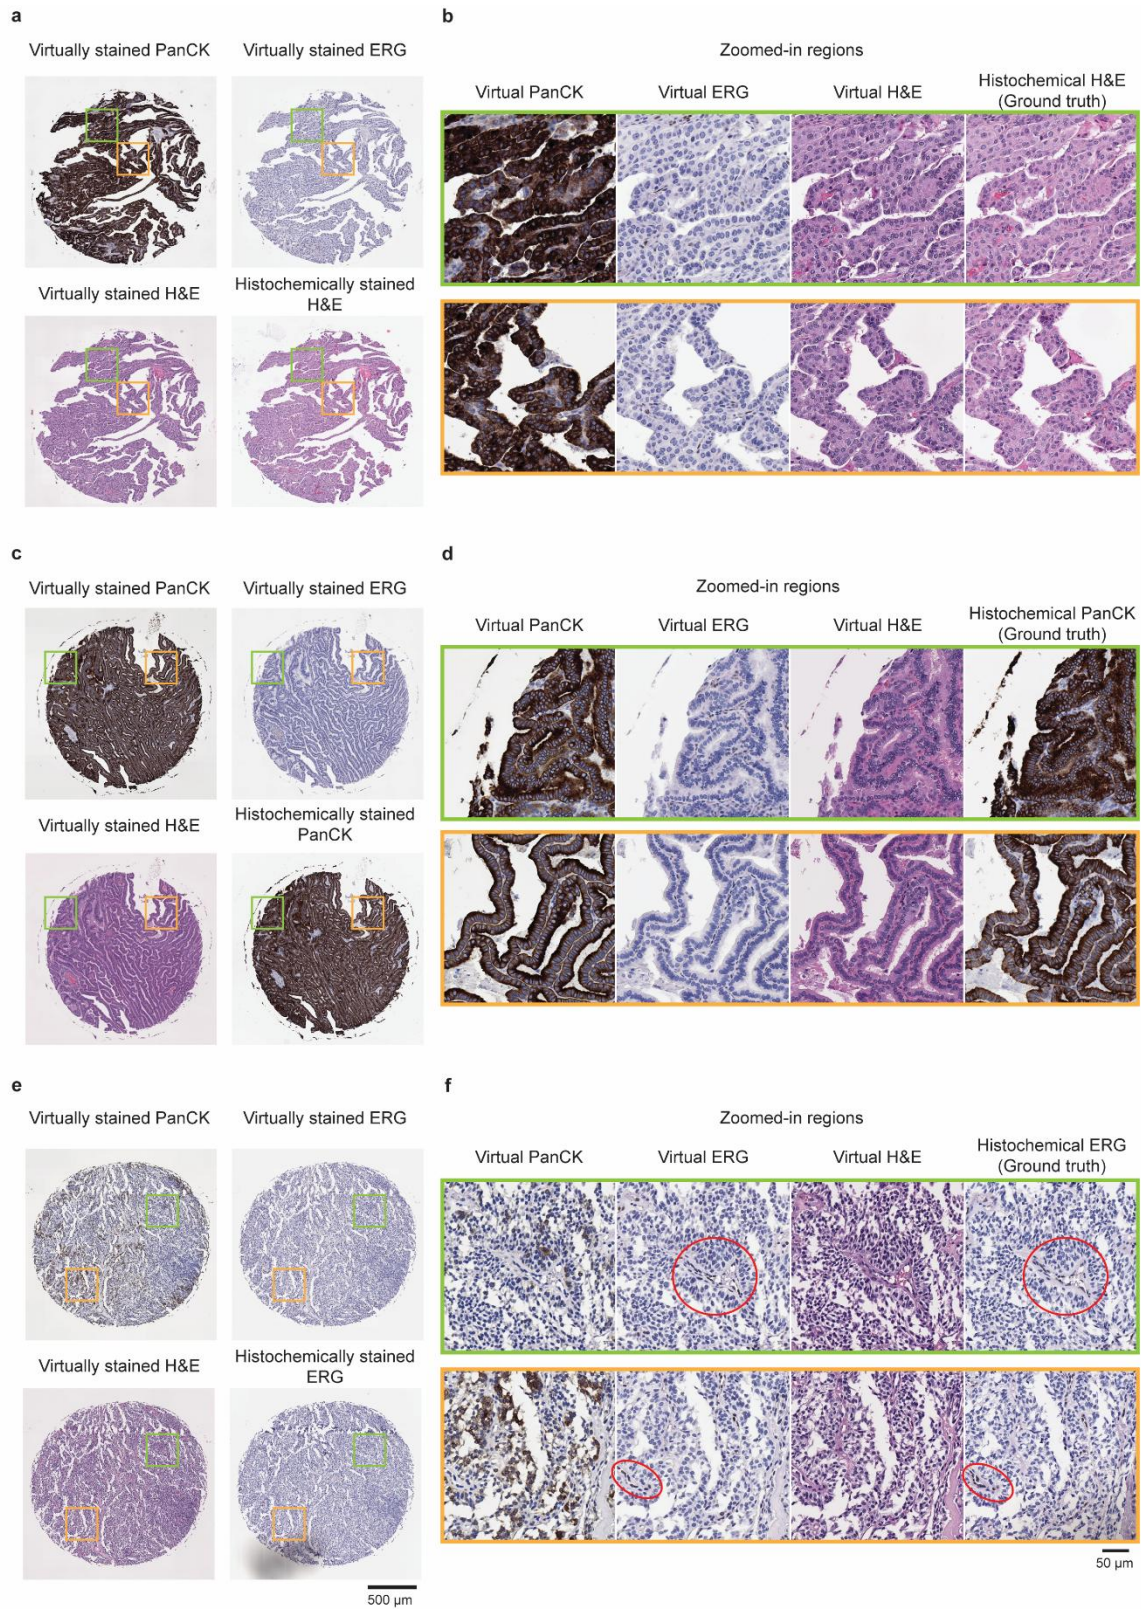 a
Virtually stained PanCK
Virtually stained ERG
Virtually stained H&E
Histochemically stained
H&E
b
Zoomed-in regions
Virtual PanCK
Virtual ERG
Virtual H&E
Histochemical H&E
(Ground truth)
c
Virtually stained PanCK
Virtually stained ERG
Virtually stained H&E
Histochemically stained
PanCK
d
Zoomed-in regions
Virtual PanCK
Virtual ERG
Virtual H&E
Histochemical PanCK
(Ground truth)
e
Virtually stained PanCK
Virtually stained ERG
Virtually stained H&E
Histochemically stained
ERG
500 µm
f
Zoomed-in regions
Virtual PanCK
Virtual ERG
Virtual H&E
Histochemical ERG
(Ground truth)
50 µm